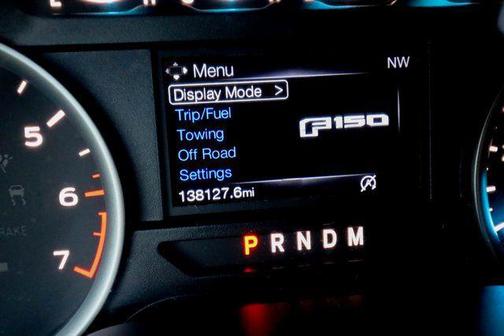 Menu
NW
Display Mode >
Trip/Fuel
Towing
F150
Off Road
Settings
138127.6mi
5
6
7
P R N D M